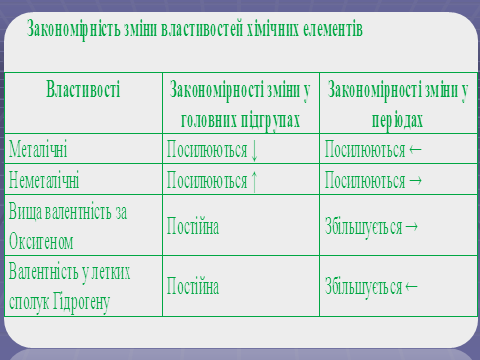 Закономірність зміни властивостей хімічних елементів
Властивості
Закономірності зміни у
головних підгрупах
Закономірності зміни у
періодах
Металічні
Посилюються ↓
Посилюються ←
Неметалічні
Посилюються ↑
Посилюються →
Вища валентність за
Оксигеном
Постійна
Збільшується →
Валентність у летких
сполук Гідрогену
Постійна
Збільшується ←